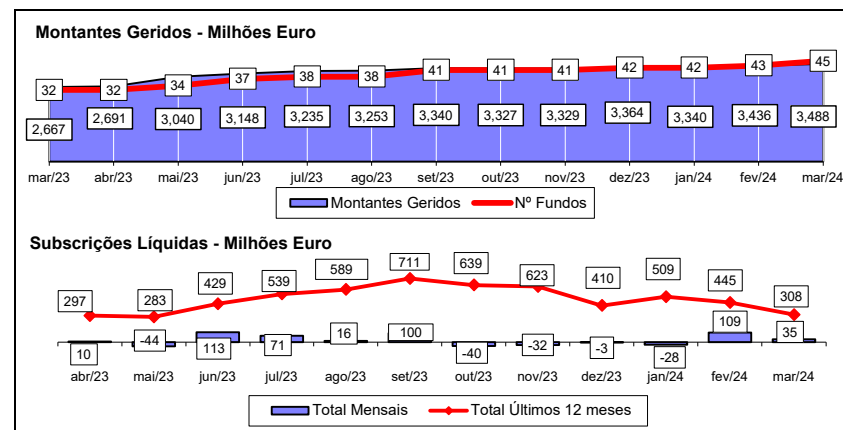 Montantes Geridos - Milhões Euro
32 32 34 37 38 38 41 41 41 42 42 43 45
2,667 2,691 3,040 3,148 3,235 3,253 3,340 3,327 3,329 3,364 3,340 3,436 3,488
mar/23 abr/23 mai/23 jun/23 jul/23 ago/23 set/23 out/23 nov/23 dez/23 jan/24 fev/24 mar/24
Montantes Geridos Nº Fundos
Subscrições Líquidas - Milhões Euro
297 283 429 539 589 711 639 623 410 509 445 308
10 -44 113 71 16 100 -40 -32 -3 -28 109 35
abr/23 mai/23 jun/23 jul/23 ago/23 set/23 out/23 nov/23 dez/23 jan/24 fev/24 mar/24
Total Mensais Total Últimos 12 meses